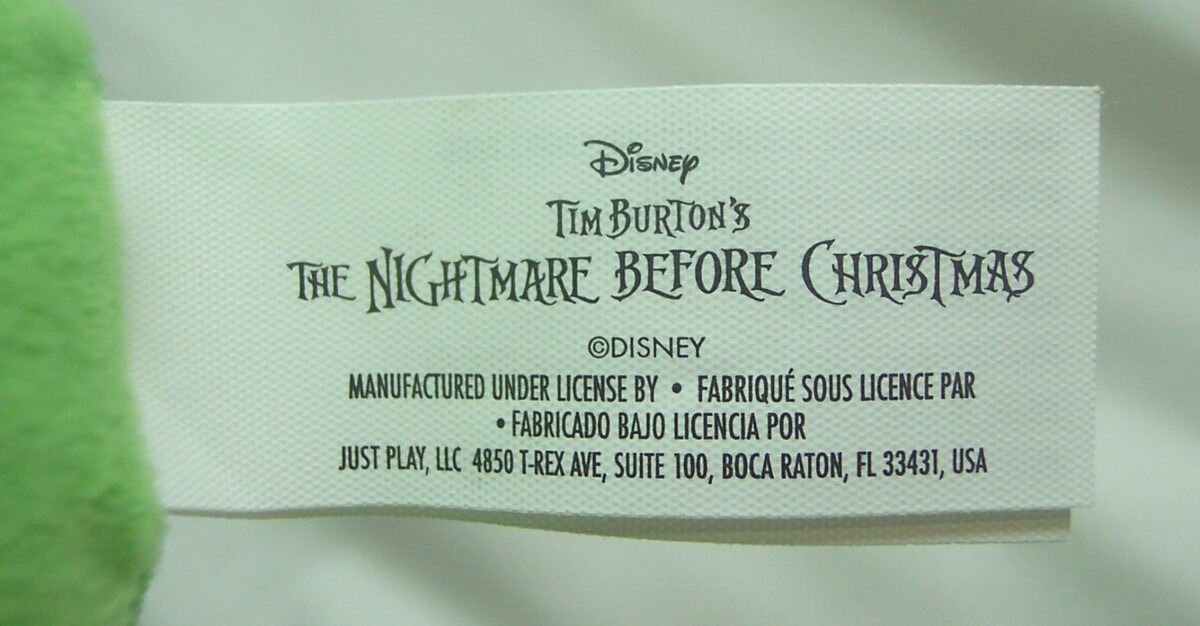 Disney
TIM BURTON'S
THE NIGHTMARE BEFORE CHRISTMAS
©DISNEY
MANUFACTURED UNDER LICENSE BY • FABRIQUÉ SOUS LICENCE PAR
• FABRICADO BAJO LICENCIA POR
JUST PLAY, LLC 4850 T-REX AVE, SUITE 100, BOCA RATON, FL 33431, USA